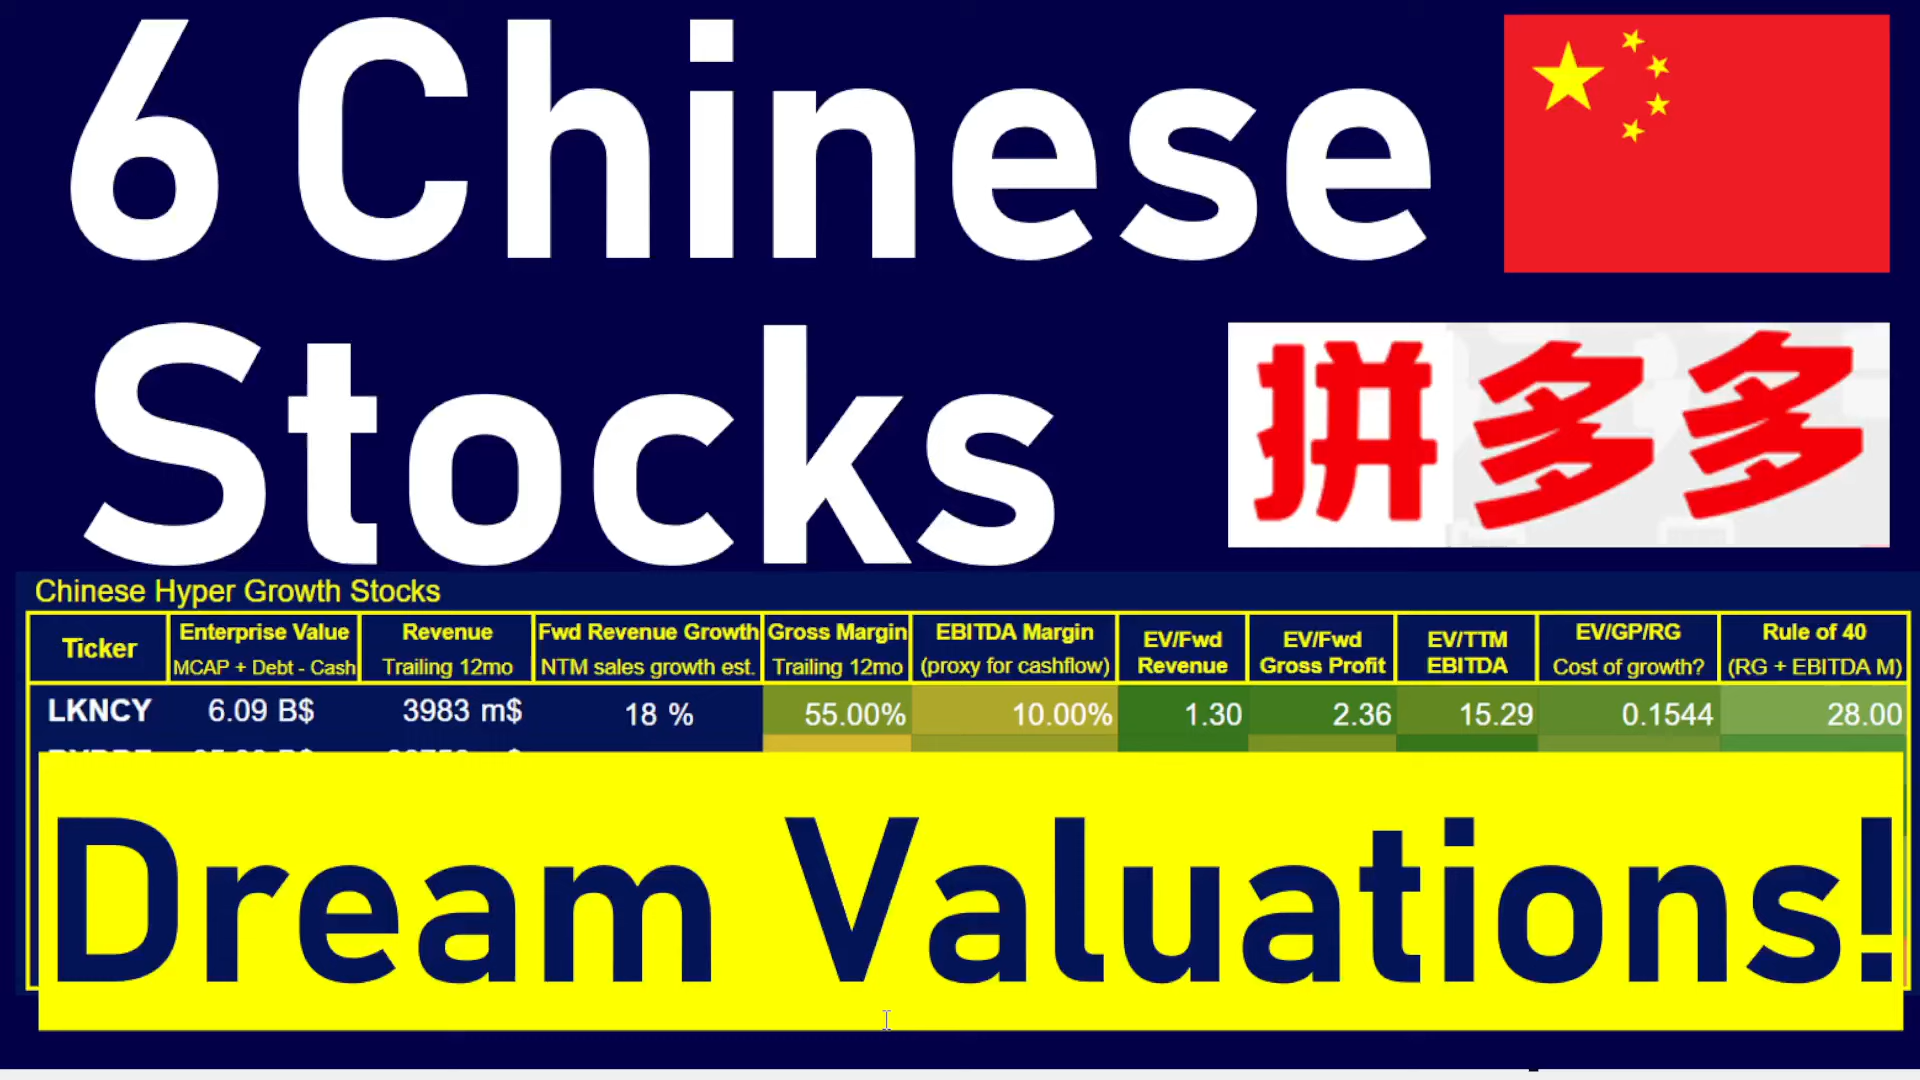 6 Chinese
Stocks
拼多多
Chinese Hyper Growth Stocks
Ticker Enterprise Value Revenue Fwd Revenue Growth Gross Margin EBITDA Margin EV/Fwd EV/Fwd EV/TTM EV/GP/RG Rule of 40
MCAP + Debt - Cash Trailing 12mo NTM sales growth est. Trailing 12mo (proxy for cashflow) Revenue Gross Profit EBITDA Cost of growth? (RG + EBITDA M)
LKNCY 6.09 B$ 3983 m$ 18 % 55.00% 10.00% 1.30 2.36 15.29 0.1544 28.00
Dream Valuations!